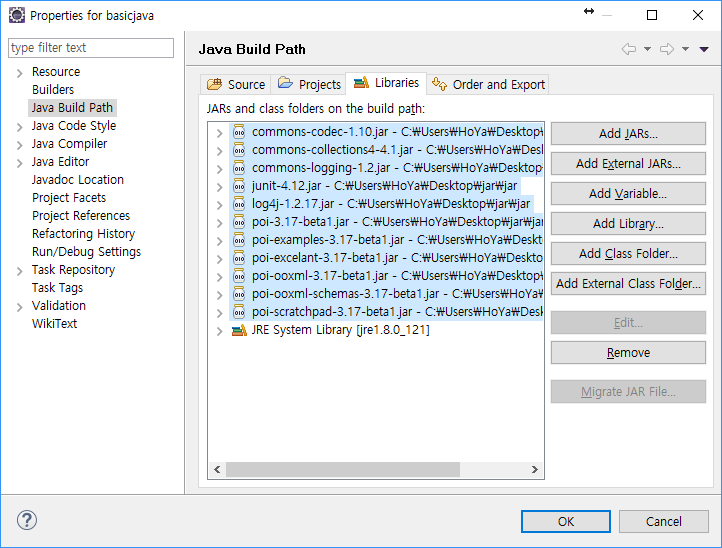 Properties for basicjava
type filter text
Resource
Builders
Java Build Path
Java Code Style
Java Compiler
Java Editor
Javadoc Location
Project Facets
Project References
Refactoring History
Run/Debug Settings
Task Repository
Task Tags
Validation
WikiText
Java Build Path
Source Projects Libraries Order and Export
JARs and class folders on the build path:
commons-codec-1.10.jar - C:₩Users₩HoYa₩Desktop₩
commons-collections4-4.1.jar - C:₩Users₩HoYa₩Desl
commons-logging-1.2.jar - C:₩Users₩HoYa₩Desktop₩
junit-4.12.jar - C:₩Users₩HoYa₩Desktop₩jar₩jar
log4j-1.2.17.jar - C:₩Users₩HoYa₩Desktop₩jar₩jar
poi-3.17-beta1.jar - C:₩Users₩HoYa₩Desktop₩jar₩jar
poi-examples-3.17-beta1.jar - C:₩Users₩HoYa₩Deskt
poi-excelant-3.17-beta1.jar - C:₩Users₩HoYa₩Deskto
poi-ooxml-3.17-beta1.jar - C:₩Users₩HoYa₩Desktop₩
poi-ooxml-schemas-3.17-beta1.jar - C:₩Users₩HoYa₩
poi-scratchpad-3.17-beta1.jar - C:₩Users₩HoYa₩Desk
JRE System Library [jre1.8.0_121]
Add JARs...
Add External JARs...
Add Variable...
Add Library...
Add Class Folder...
Add External Class Folder...
Edit...
Remove
Migrate JAR File...
OK Cancel